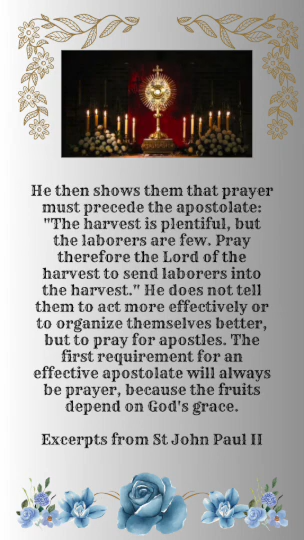 He then shows them that prayer
must precede the apostolate:
"The harvest is plentiful, but
the laborers are few. Pray
therefore the Lord of the
harvest to send laborers into
the harvest." He does not tell
them to act more effectively or
to organize themselves better,
but to pray for apostles. The
first requirement for an
effective apostolate will always
be prayer, because the fruits
depend on God's grace.
Excerpts from St John Paul II